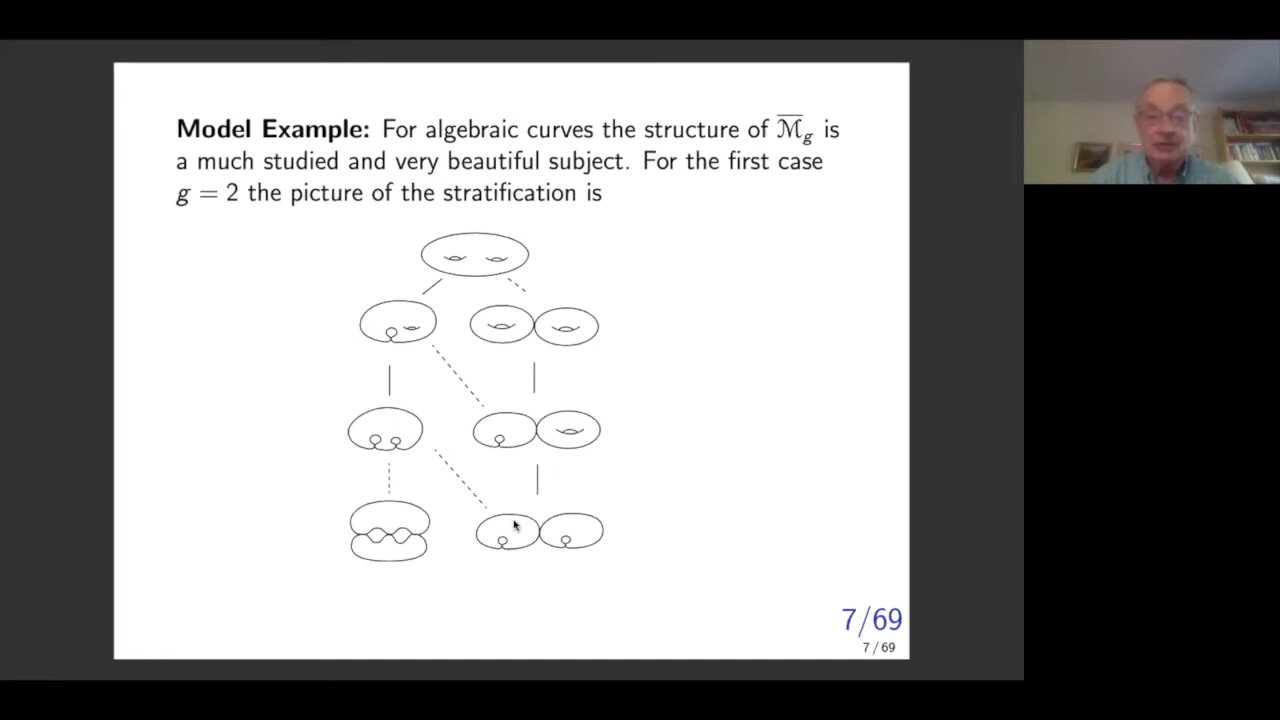 Model Example: For algebraic curves the structure of $\overline{\mathcal{M}}_g$ is
a much studied and very beautiful subject. For the first case
g = 2 the picture of the stratification is
7/69
7 / 69